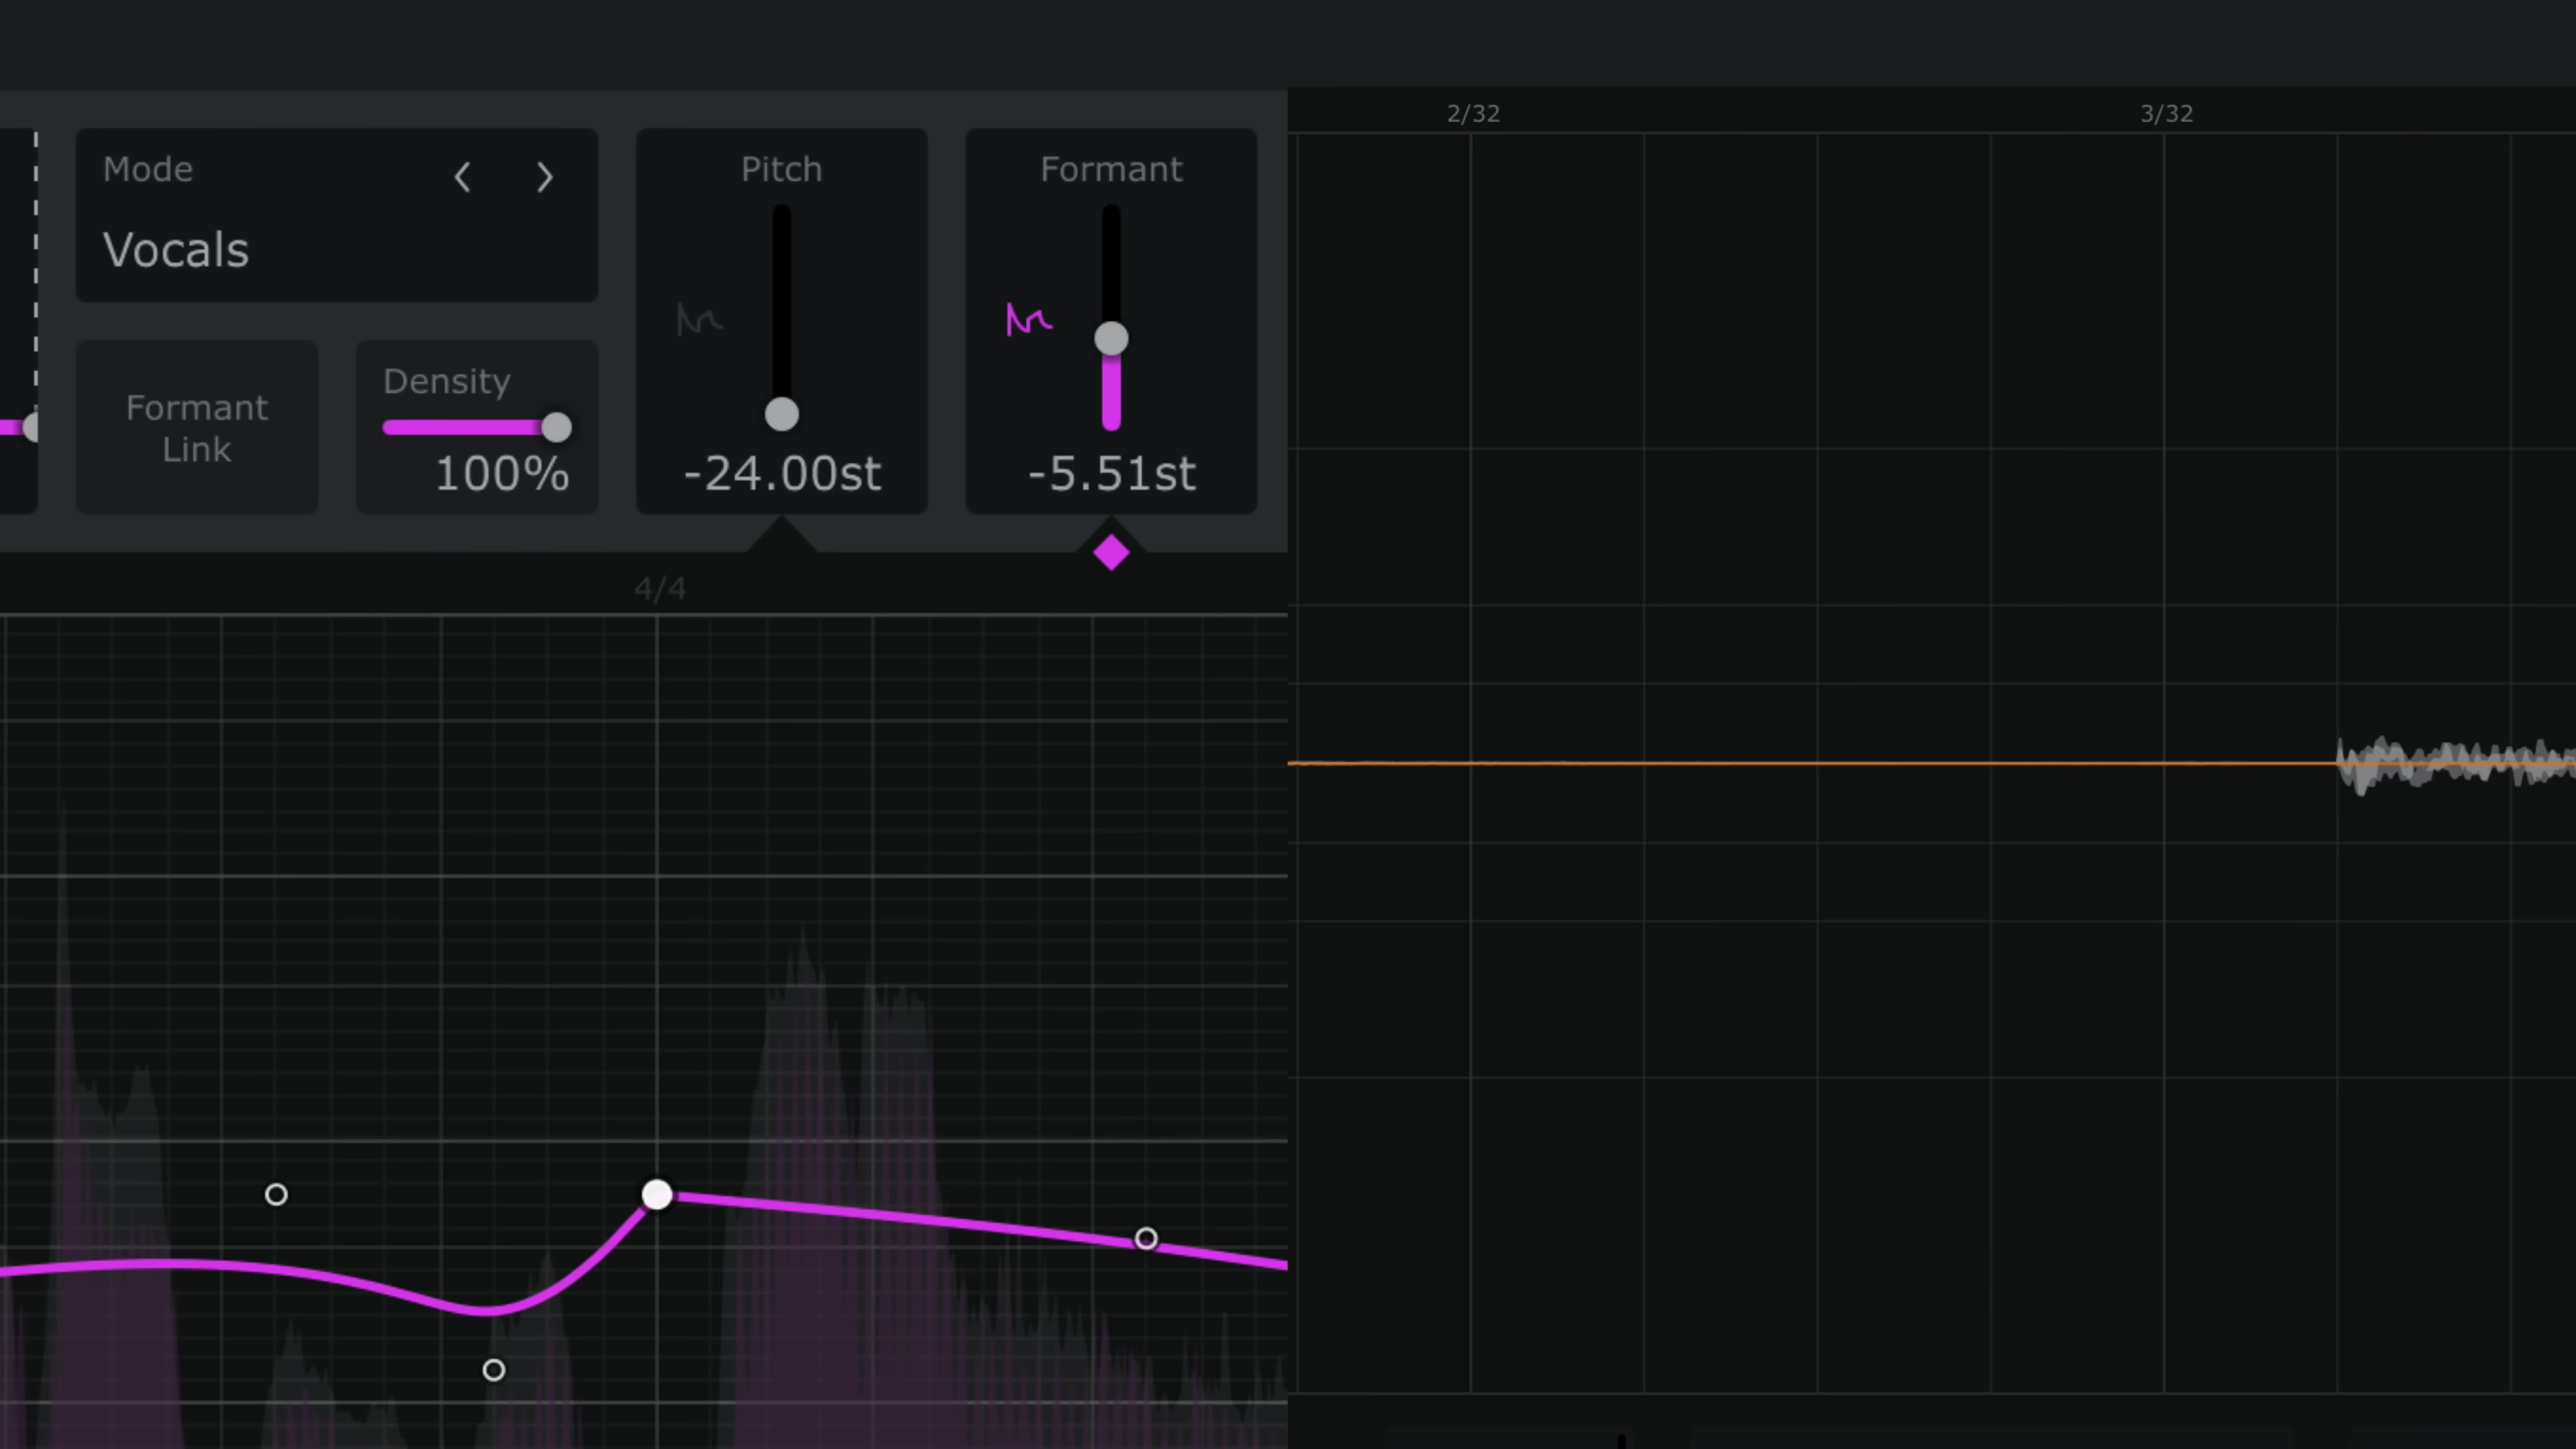 2/32
3/32
Mode
Vocals
Formant
Link
Density
100%
Pitch
-24.00st
Formant
-5.51st
4/4